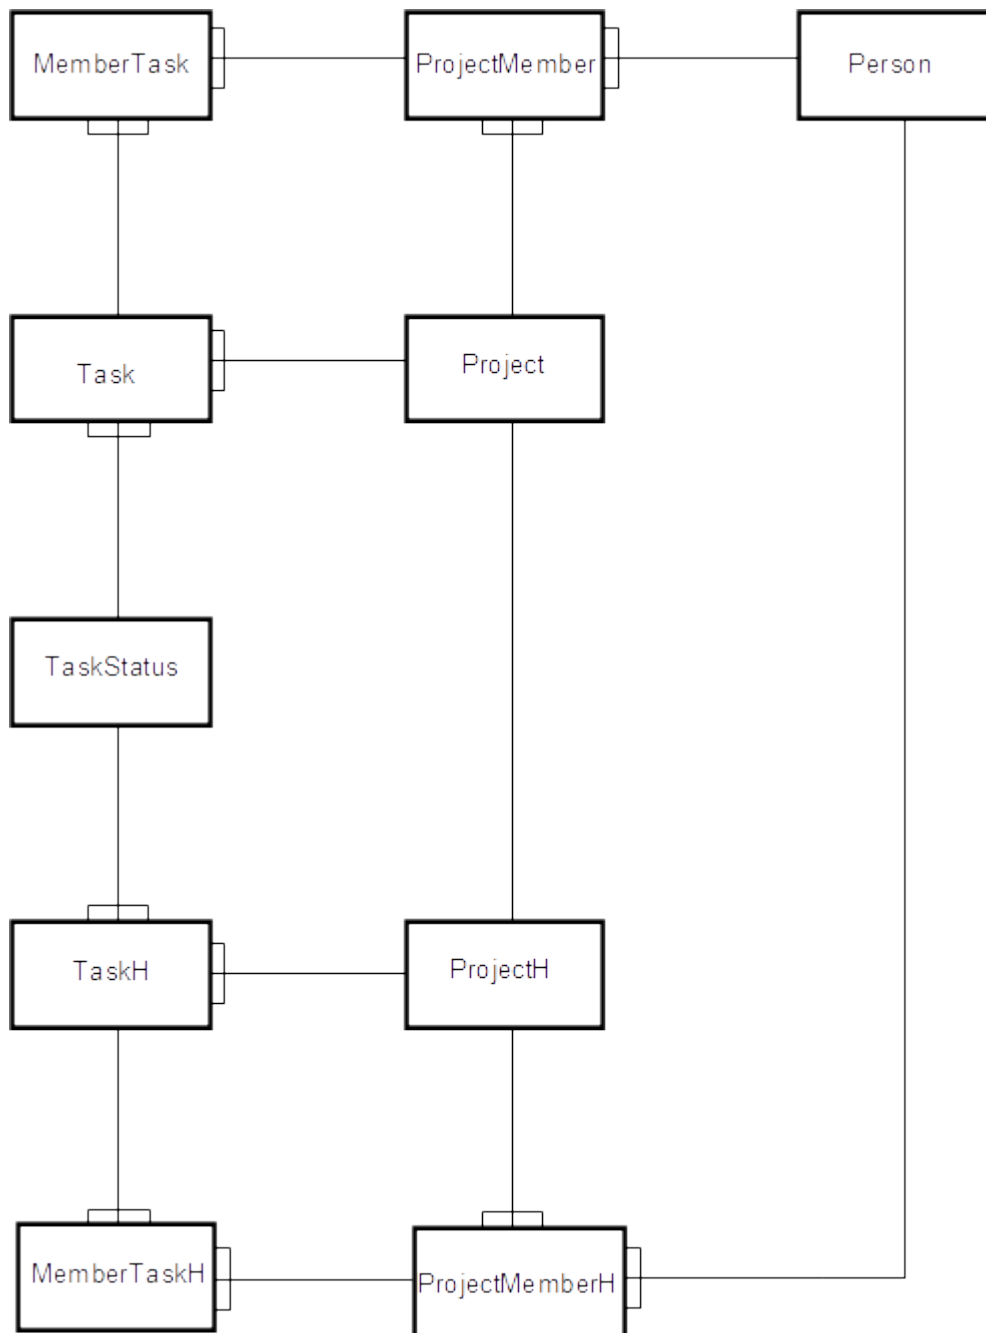 MemberTask
ProjectMember
Person
Task
Project
TaskStatus
TaskH
ProjectH
MemberTaskH
ProjectMemberH